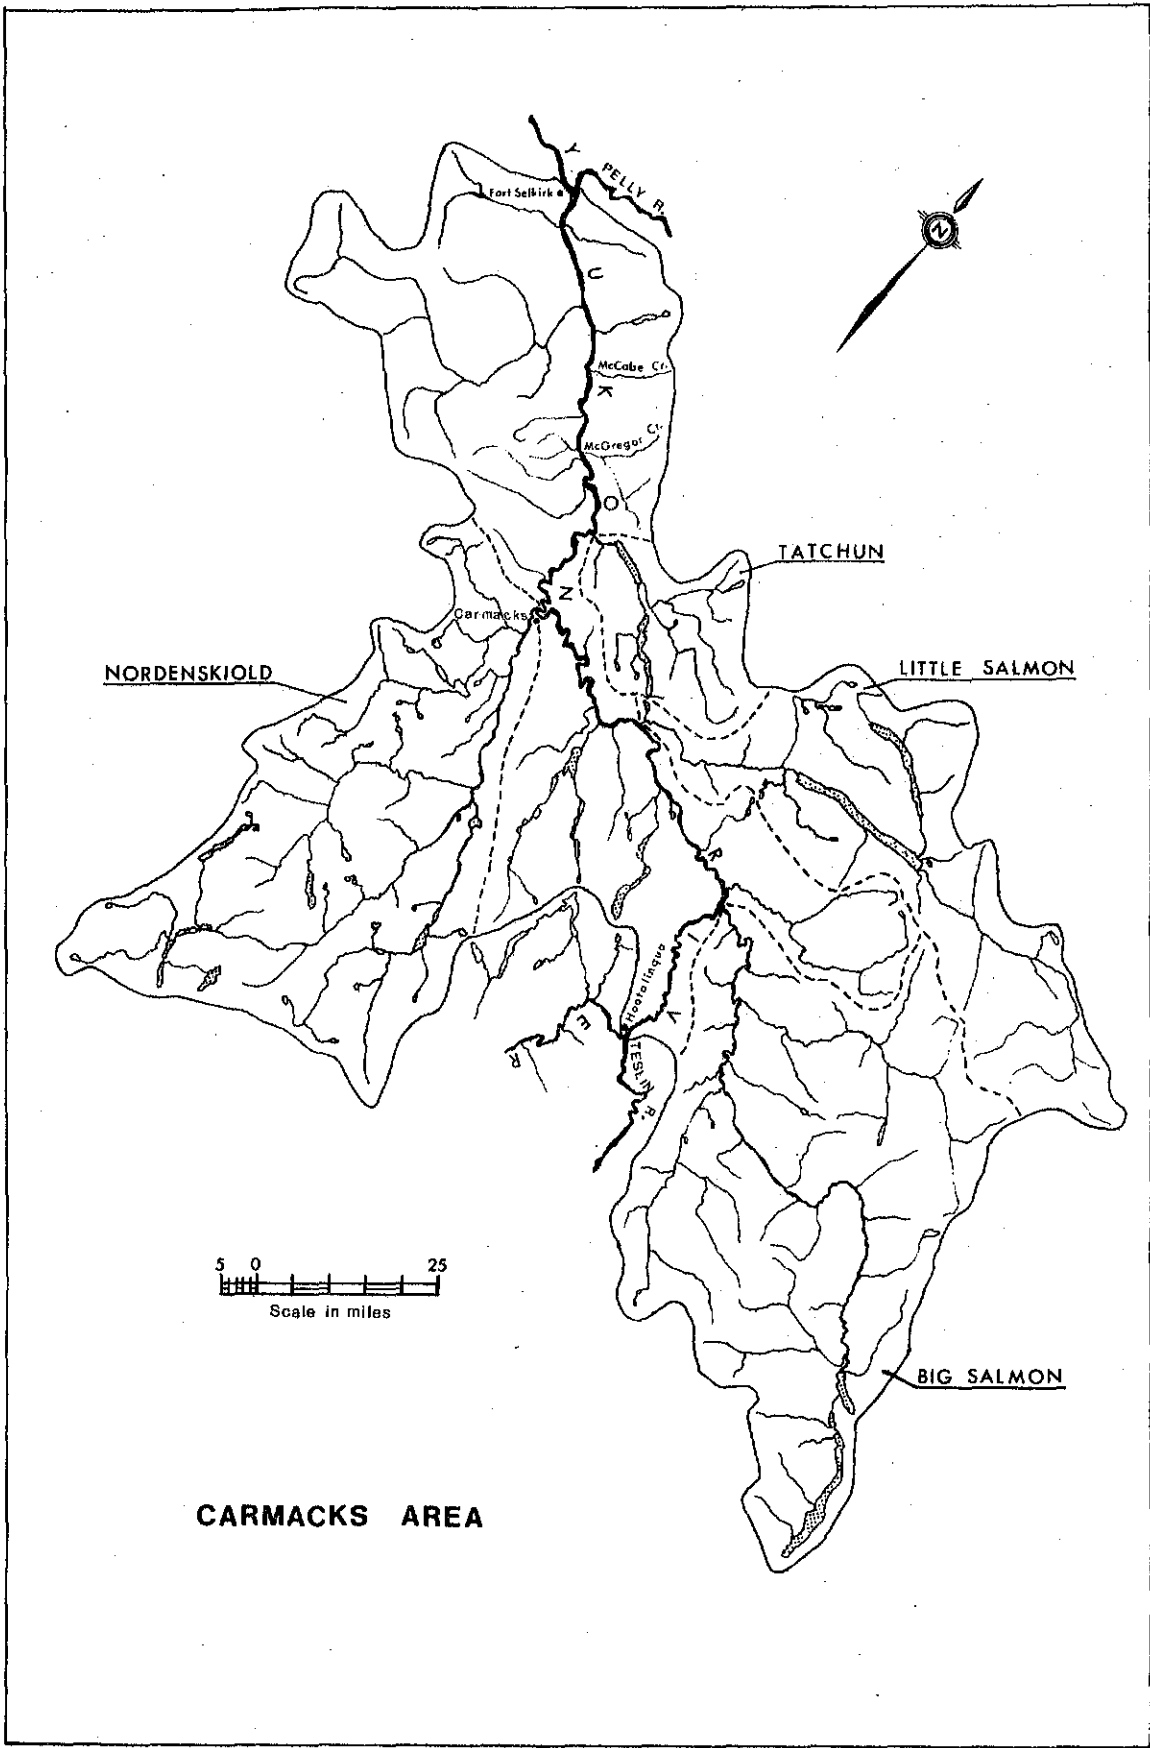 Y
PELLY R.
Fort Selkirk
N
U
McCabe Cr.
K
McGregor Cr.
O
TATCHUN
N
Carmacks
NORDENSKIOLD
LITTLE SALMON
R
I
Hootalinqua
V
E
R
TESLIN R.
5 0 25
Scale in miles
BIG SALMON
CARMACKS AREA